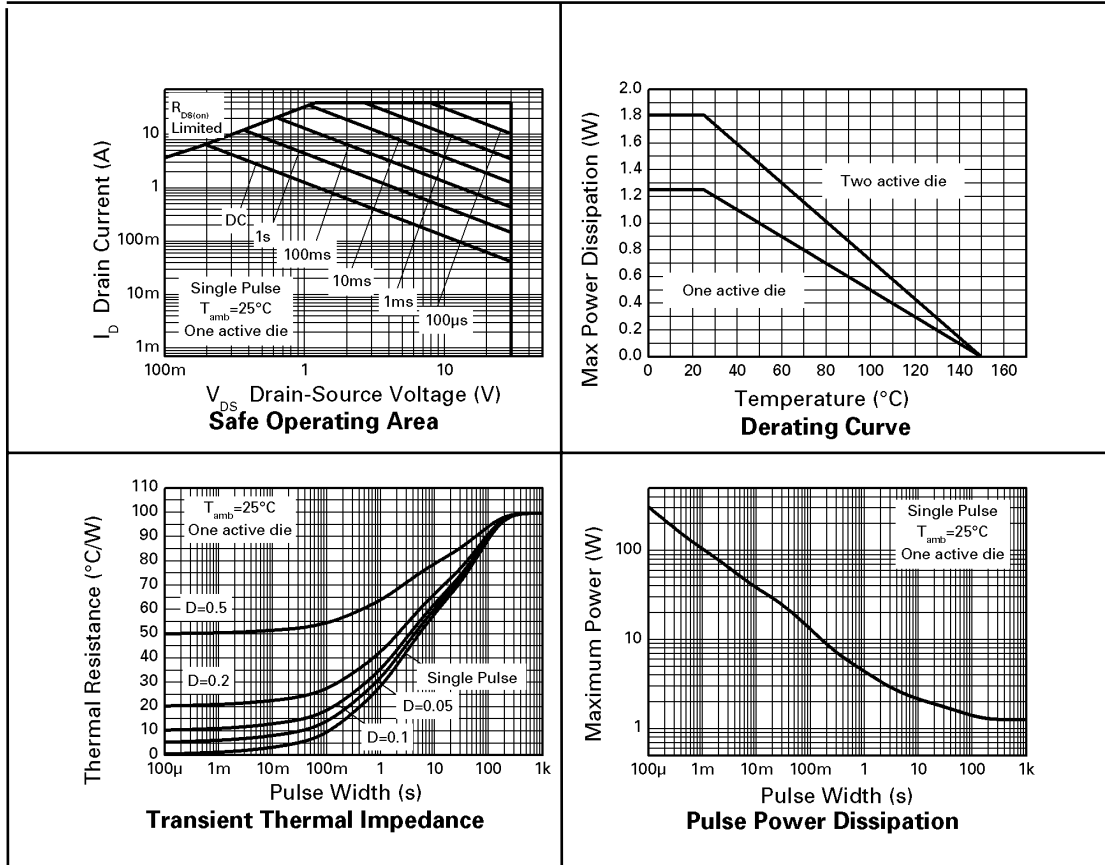 R_DS(on)
Limited
10
1
100m
10m
1m
DC
1s
100ms
10ms
1ms
100µs
Single Pulse
T_amb=25°C
One active die
100m
1
10
I_D Drain Current (A)
V_DS Drain-Source Voltage (V)
Safe Operating Area
2.0
1.8
1.6
1.4
1.2
1.0
0.8
0.6
0.4
0.2
0.0
Two active die
One active die
0 20 40 60 80 100 120 140 160
Max Power Dissipation (W)
Temperature (°C)
Derating Curve
110
100
90
80
70
60
50
40
30
20
10
0
T_amb=25°C
One active die
D=0.5
D=0.2
Single Pulse
D=0.05
D=0.1
100µ 1m 10m 100m 1 10 100 1k
Thermal Resistance (°C/W)
Pulse Width (s)
Transient Thermal Impedance
100
10
1
Single Pulse
T_amb=25°C
One active die
100µ 1m 10m 100m 1 10 100 1k
Maximum Power (W)
Pulse Width (s)
Pulse Power Dissipation